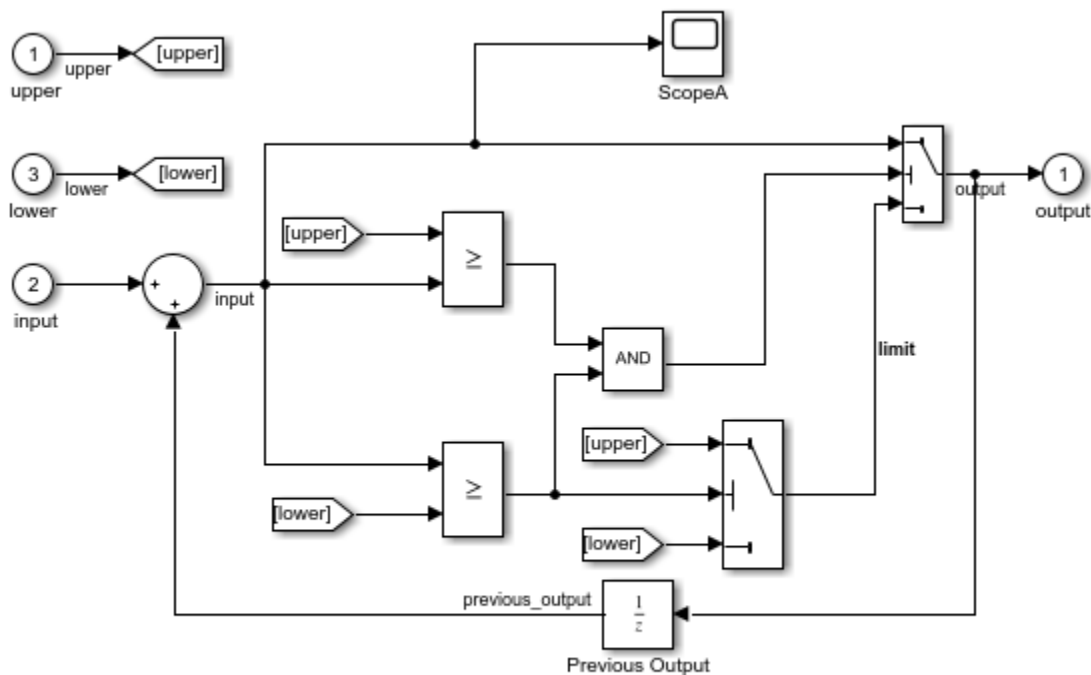 1
[upper]
upper
upper
ScopeA
3
[lower]
lower
lower
output
1
output
[upper]
≥
2
+
+
input
input
AND
limit
[upper]
≥
[lower]
[lower]
previous_output
1
z
Previous Output